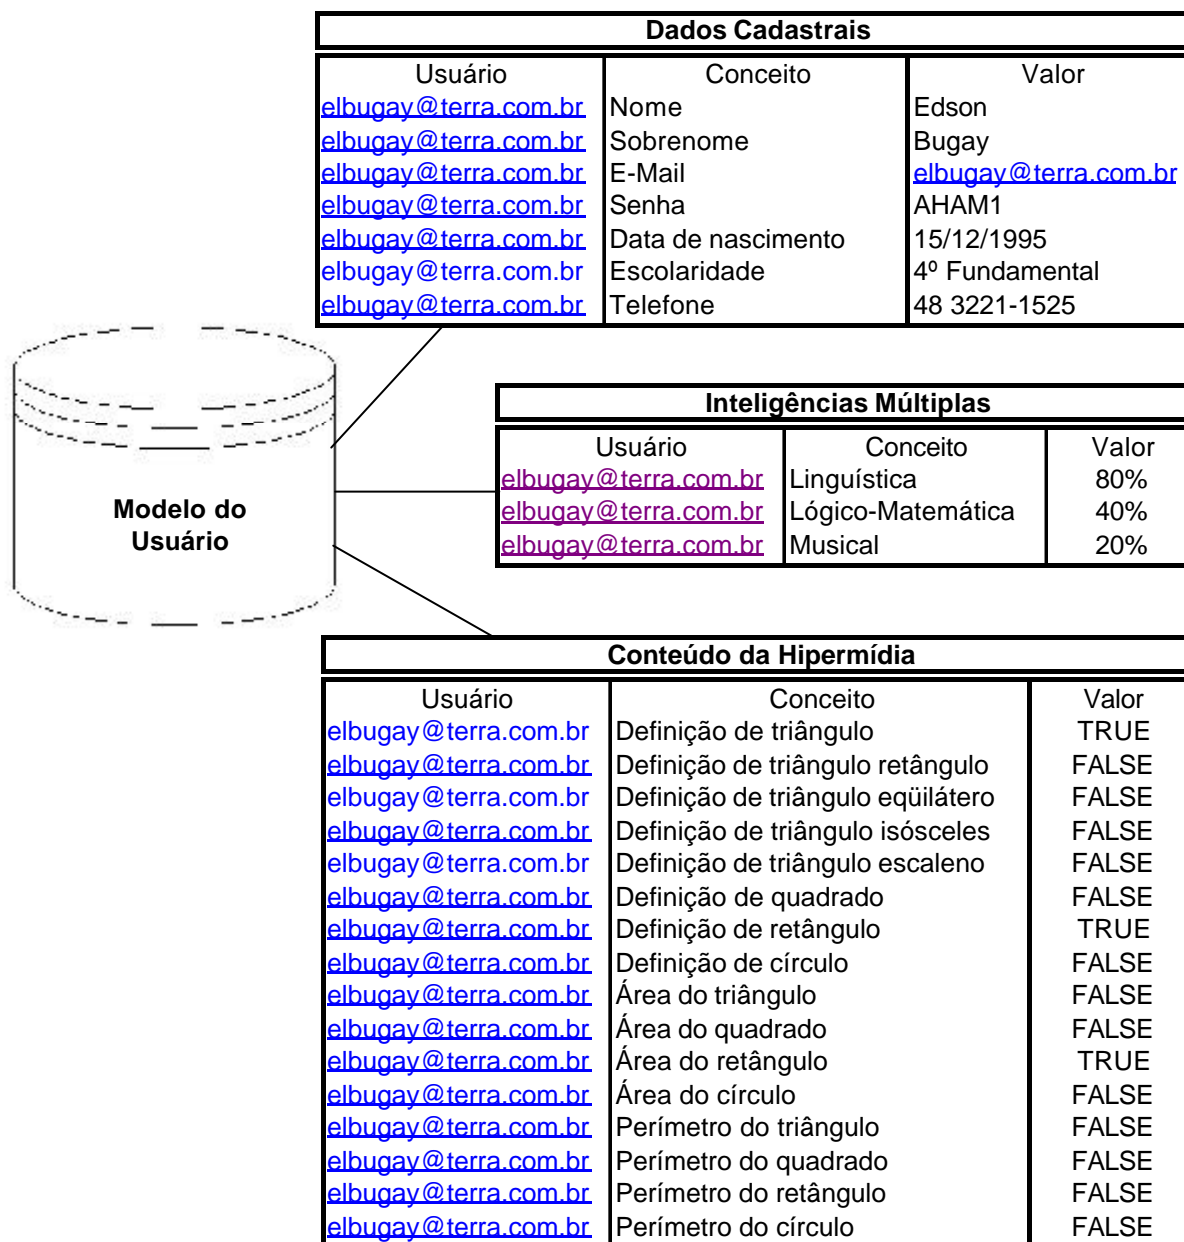 Dados Cadastrais
Usuário Conceito Valor
elbugay@terra.com.br Nome Edson
elbugay@terra.com.br Sobrenome Bugay
elbugay@terra.com.br E-Mail elbugay@terra.com.br
elbugay@terra.com.br Senha AHAM1
elbugay@terra.com.br Data de nascimento 15/12/1995
elbugay@terra.com.br Escolaridade 4º Fundamental
elbugay@terra.com.br Telefone 48 3221-1525
Modelo do
Usuário
Inteligências Múltiplas
Usuário Conceito Valor
elbugay@terra.com.br Linguística 80%
elbugay@terra.com.br Lógico-Matemática 40%
elbugay@terra.com.br Musical 20%
Conteúdo da Hipermídia
Usuário Conceito Valor
elbugay@terra.com.br Definição de triângulo TRUE
elbugay@terra.com.br Definição de triângulo retângulo FALSE
elbugay@terra.com.br Definição de triângulo eqüilátero FALSE
elbugay@terra.com.br Definição de triângulo isósceles FALSE
elbugay@terra.com.br Definição de triângulo escaleno FALSE
elbugay@terra.com.br Definição de quadrado FALSE
elbugay@terra.com.br Definição de retângulo TRUE
elbugay@terra.com.br Definição de círculo FALSE
elbugay@terra.com.br Área do triângulo FALSE
elbugay@terra.com.br Área do quadrado FALSE
elbugay@terra.com.br Área do retângulo TRUE
elbugay@terra.com.br Área do círculo FALSE
elbugay@terra.com.br Perímetro do triângulo FALSE
elbugay@terra.com.br Perímetro do quadrado FALSE
elbugay@terra.com.br Perímetro do retângulo FALSE
elbugay@terra.com.br Perímetro do círculo FALSE